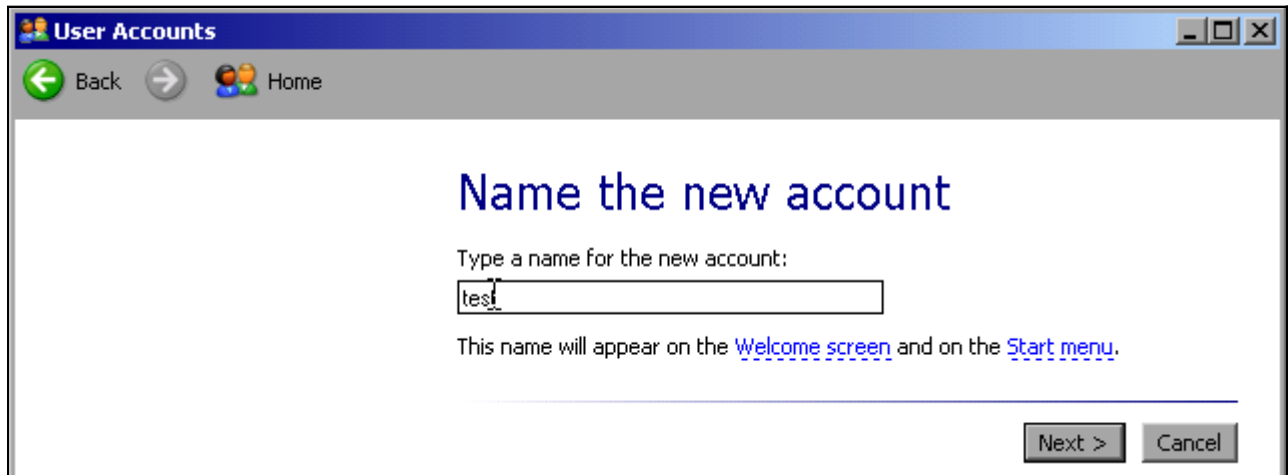 User Accounts
Back Home
Name the new account
Type a name for the new account:
test
This name will appear on the Welcome screen and on the Start menu.
Next > Cancel